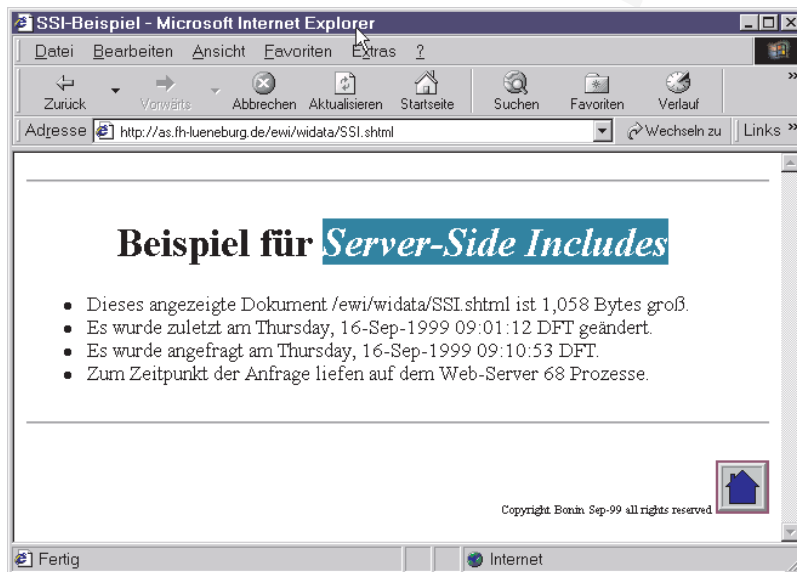 SSI-Beispiel - Microsoft Internet Explorer
Datei Bearbeiten Ansicht Favoriten Extras ?
Zurück Vorwärts Abbrechen Aktualisieren Startseite Suchen Favoriten Verlauf »
Adresse http://as.fh-lueneburg.de/ewi/widata/SSI.shtml Wechseln zu Links »
Beispiel für Server-Side Includes
• Dieses angezeigte Dokument /ewi/widata/SSI.shtml ist 1,058 Bytes groß.
• Es wurde zuletzt am Thursday, 16-Sep-1999 09:01:12 DFT geändert.
• Es wurde angefragt am Thursday, 16-Sep-1999 09:10:53 DFT.
• Zum Zeitpunkt der Anfrage liefen auf dem Web-Server 68 Prozesse.
Copyright Bonin Sep-99 all rights reserved
Fertig Internet